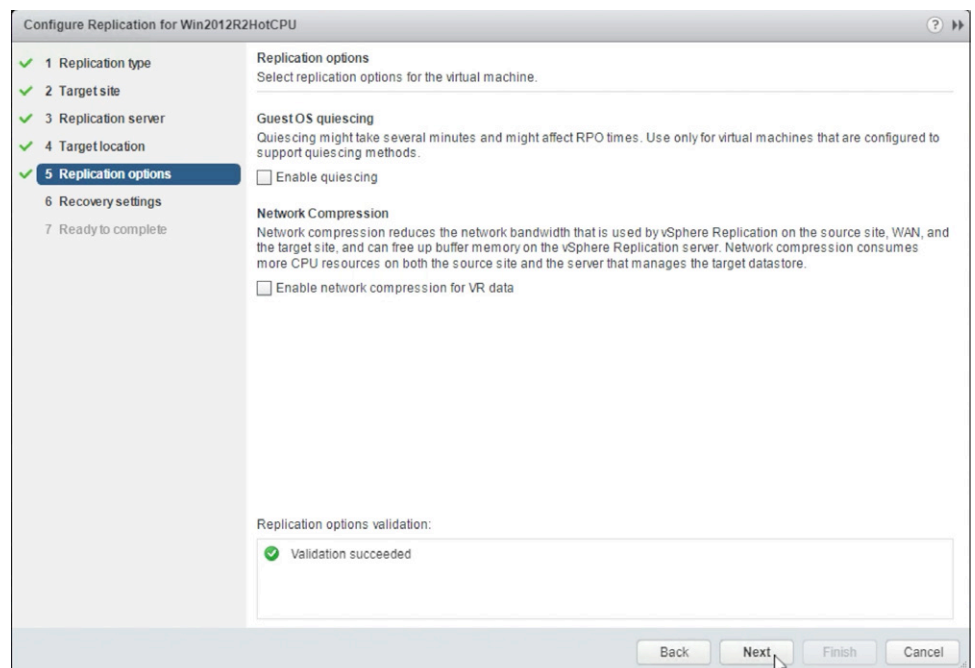 Configure Replication for Win2012R2HotCPU
?
1 Replication type
2 Target site
3 Replication server
4 Target location
5 Replication options
6 Recovery settings
7 Ready to complete
Replication options
Select replication options for the virtual machine.
Guest OS quiescing
Quiescing might take several minutes and might affect RPO times. Use only for virtual machines that are configured to
support quiescing methods.
Enable quiescing
Network Compression
Network compression reduces the network bandwidth that is used by vSphere Replication on the source site, WAN, and
the target site, and can free up buffer memory on the vSphere Replication server. Network compression consumes
more CPU resources on both the source site and the server that manages the target datastore.
Enable network compression for VR data
Replication options validation:
Validation succeeded
Back Next Finish Cancel